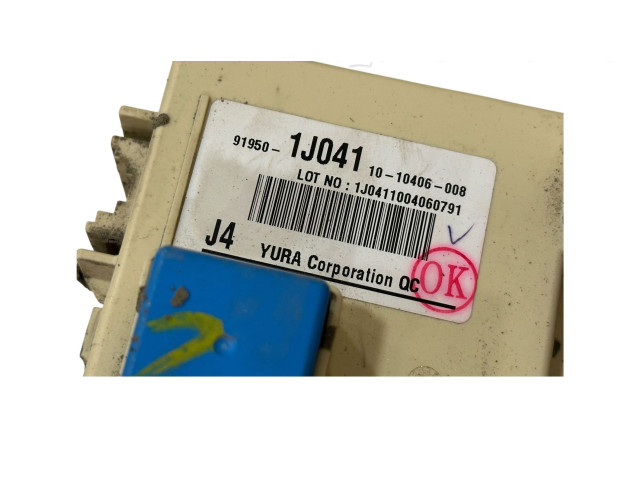 91950- 1J041 10-10406-008
LOT NO : 1J0411004060791
J4 YURA Corporation QC
OK